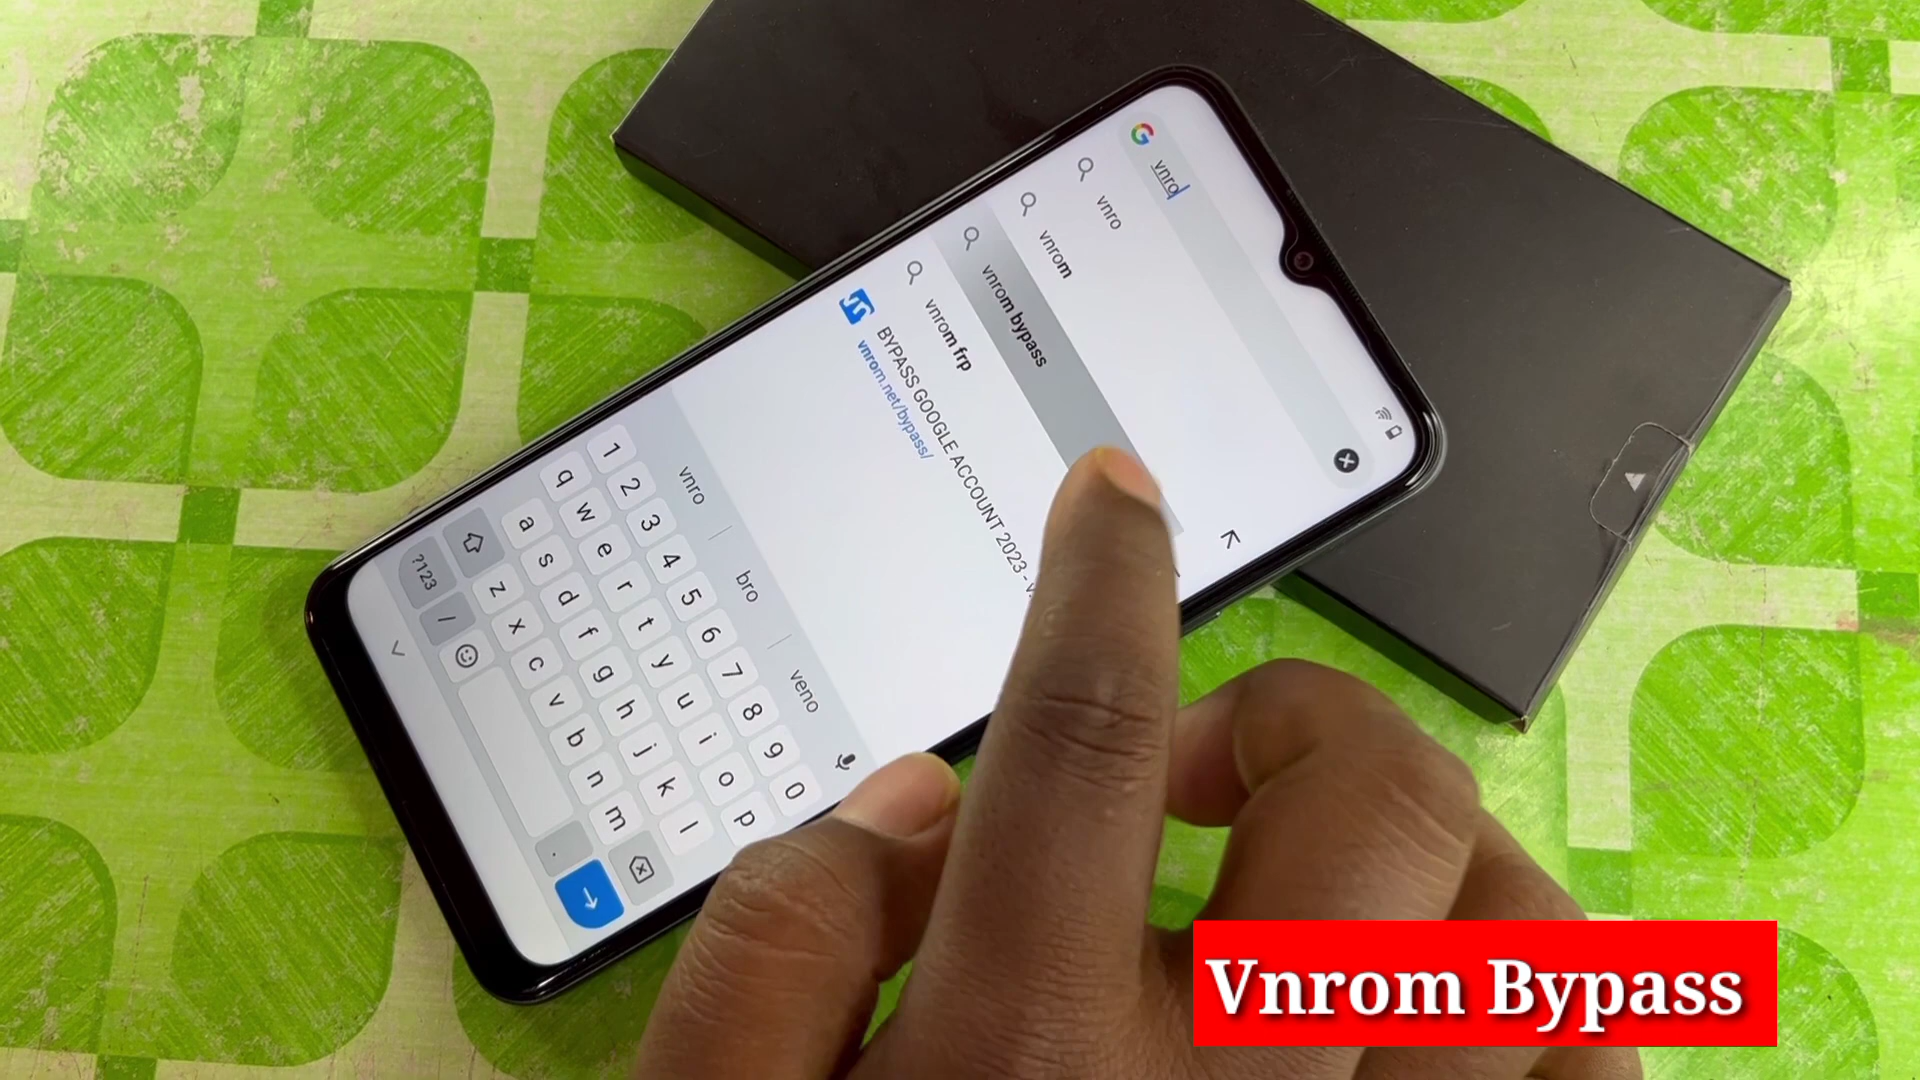 vnro
vnro
vnrom
vnrom bypass
vnrom frp
BYPASS GOOGLE ACCOUNT 2023 -
vnrom.net/bypass/
vnro
bro
veno
1 2 3 4 5 6 7 8 9 0
q w e r t y u i o p
a s d f g h j k l
z x c v b n m
?123 / .
Vnrom Bypass